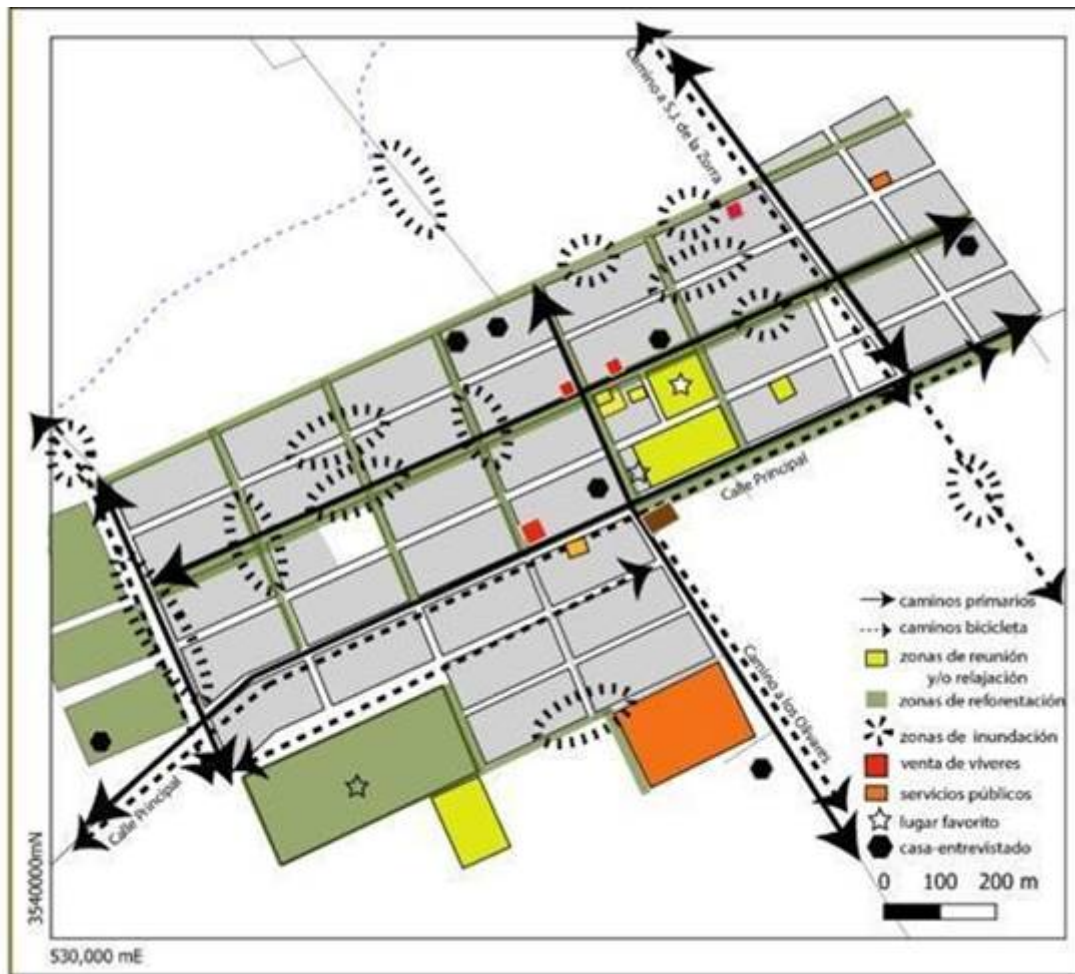 Camino a S.J. de la Zorra
Calle Principal
Camino a los Olivares
Calle Principal
caminos primarios
caminos bicicleta
zonas de reunión
y/o relajación
zonas de reforestación
zonas de inundación
venta de víveres
servicios públicos
lugar favorito
casa-entrevistado
0 100 200 m
3540000mN
530,000 mE